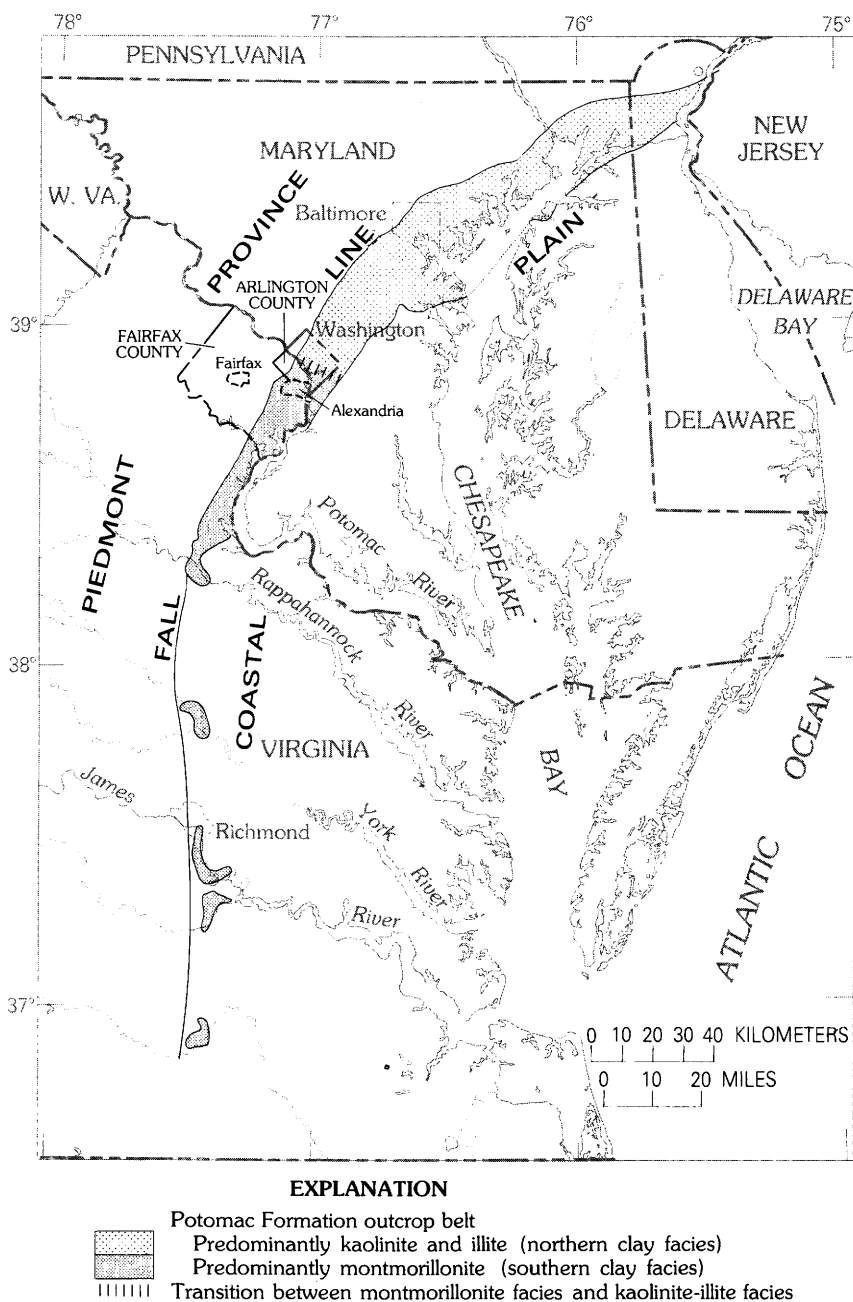 78° 77° 76° 75°
PENNSYLVANIA
NEW
JERSEY
MARYLAND
W. VA.
Baltimore
PROVINCE
LINE
PLAIN
ARLINGTON
COUNTY
DELAWARE
BAY
39°
Washington
FAIRFAX
COUNTY
Fairfax
Alexandria
DELAWARE
PIEDMONT
CHESAPEAKE
Potomac
River
Rappahannock
River
FALL
COASTAL
38°
VIRGINIA
BAY
OCEAN
ATLANTIC
James
Richmond
York
River
River
37°
0 10 20 30 40 KILOMETERS
0 10 20 MILES
EXPLANATION
Potomac Formation outcrop belt
Predominantly kaolinite and illite (northern clay facies)
Predominantly montmorillonite (southern clay facies)
Transition between montmorillonite facies and kaolinite-illite facies